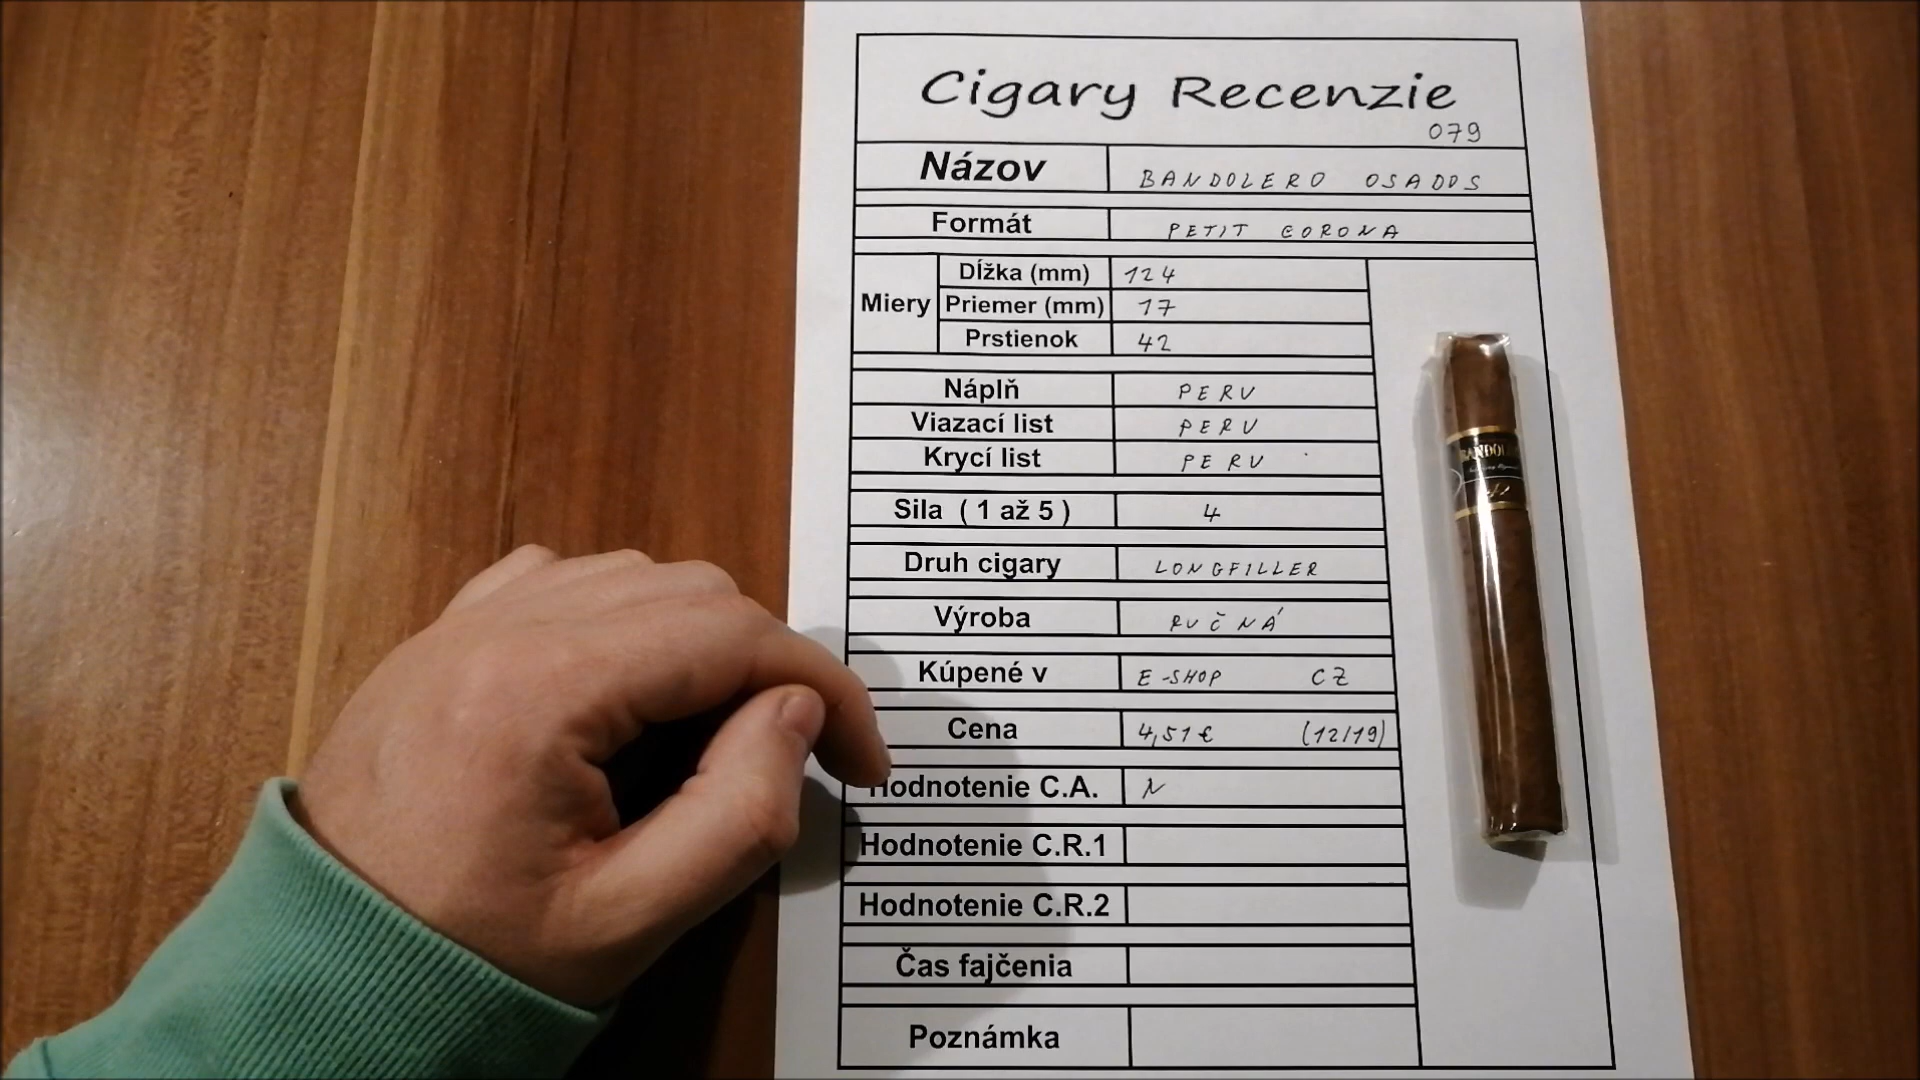 Cigary Recenzie
079
Názov BANDOLERO OSADOS
Formát PETIT CORONA
Miery
Dĺžka (mm) 124
Priemer (mm) 17
Prstienok 42
Náplň PERU
Viazací list PERU
Krycí list PERU
Sila ( 1 až 5 ) 4
Druh cigary LONGFILLER
Výroba RUČNÁ
Kúpené v E-SHOP CZ
Cena 4,51€ (12/19)
Hodnotenie C.A. N
Hodnotenie C.R.1
Hodnotenie C.R.2
Čas fajčenia
Poznámka